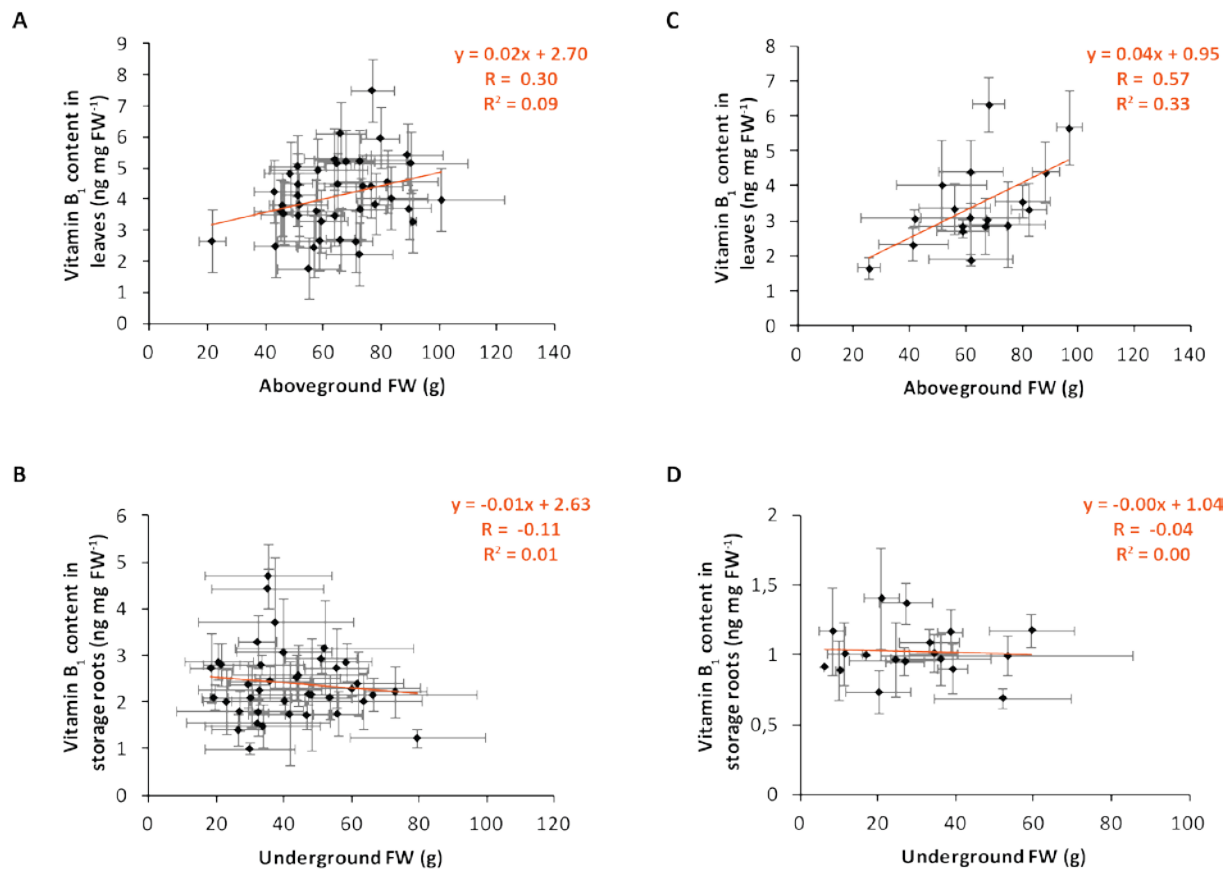 A
y = 0.02x + 2.70
R = 0.30
R² = 0.09
Vitamin B₁ content in
leaves (ng mg FW⁻¹)
9
8
7
6
5
4
3
2
1
0
0 20 40 60 80 100 120 140
Aboveground FW (g)
C
y = 0.04x + 0.95
R = 0.57
R² = 0.33
Vitamin B₁ content in
leaves (ng mg FW⁻¹)
8
7
6
5
4
3
2
1
0
0 20 40 60 80 100 120 140
Aboveground FW (g)
B
y = -0.01x + 2.63
R = -0.11
R² = 0.01
Vitamin B₁ content in
storage roots (ng mg FW⁻¹)
6
5
4
3
2
1
0
0 20 40 60 80 100 120
Underground FW (g)
D
y = -0.00x + 1.04
R = -0.04
R² = 0.00
Vitamin B₁ content in
storage roots (ng mg FW⁻¹)
2
1,5
1
0,5
0
0 20 40 60 80 100
Underground FW (g)